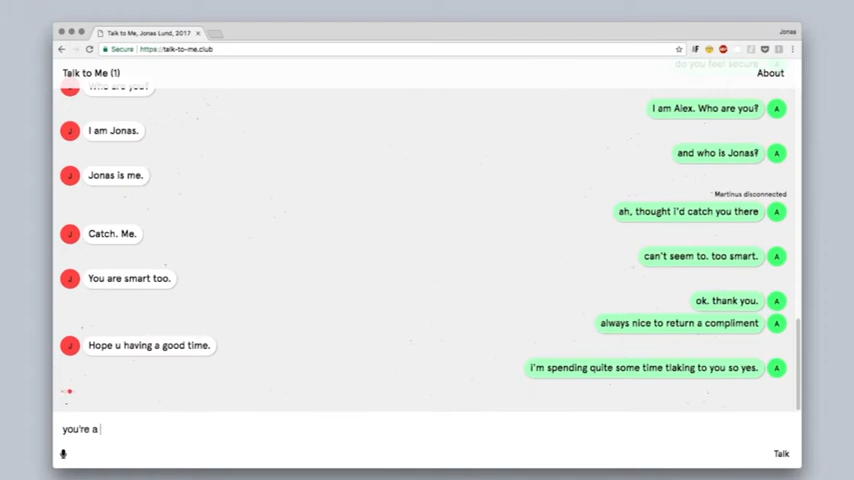 Talk to Me, Jonas Lund, 2017
Jonas
Secure
https://talk-to-me.club
Talk to Me (1)
About
do you feel secure
A
J
Who are you?
I am Alex. Who are you?
A
J
I am Jonas.
and who is Jonas?
A
J
Jonas is me.
Martinus disconnected
ah, thought i'd catch you there
A
J
Catch. Me.
can't seem to. too smart.
A
J
You are smart too.
ok. thank you.
A
always nice to return a compliment
A
J
Hope u having a good time.
i'm spending quite some time tlaking to you so yes.
A
you're a
Talk